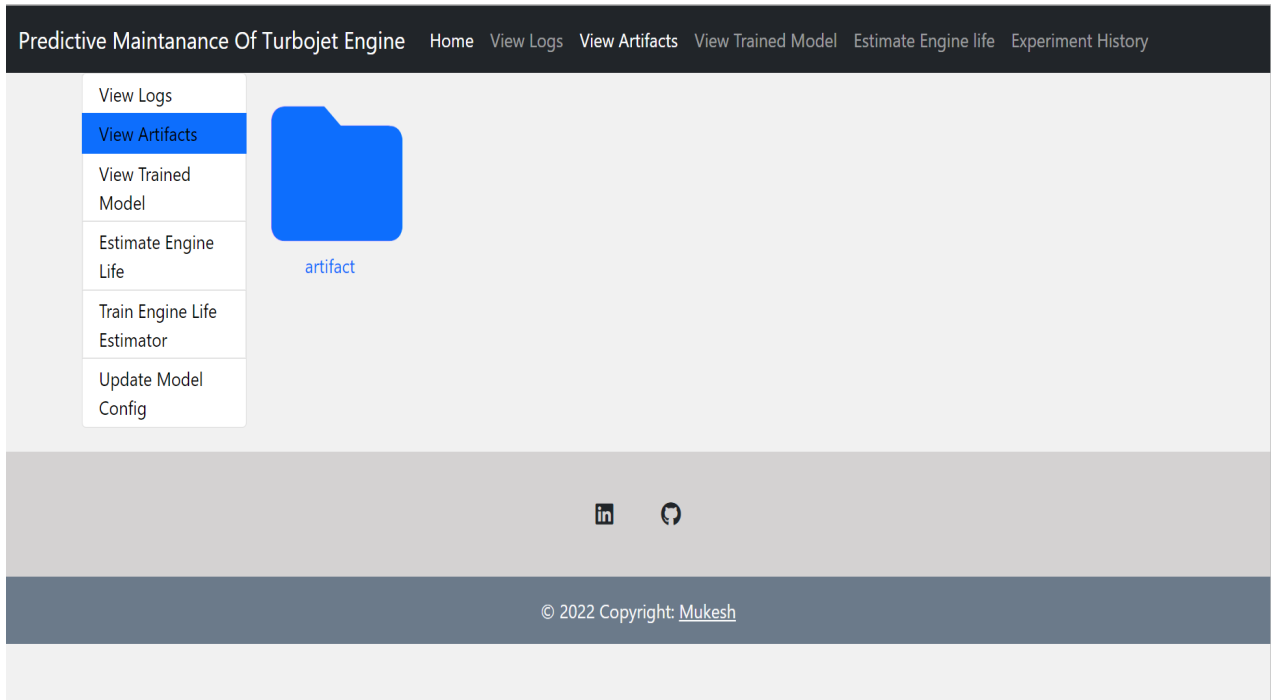 Predictive Maintanance Of Turbojet Engine Home View Logs View Artifacts View Trained Model Estimate Engine life Experiment History
View Logs
View Artifacts
View Trained
Model
Estimate Engine
Life
Train Engine Life
Estimator
Update Model
Config
artifact
in
© 2022 Copyright: Mukesh